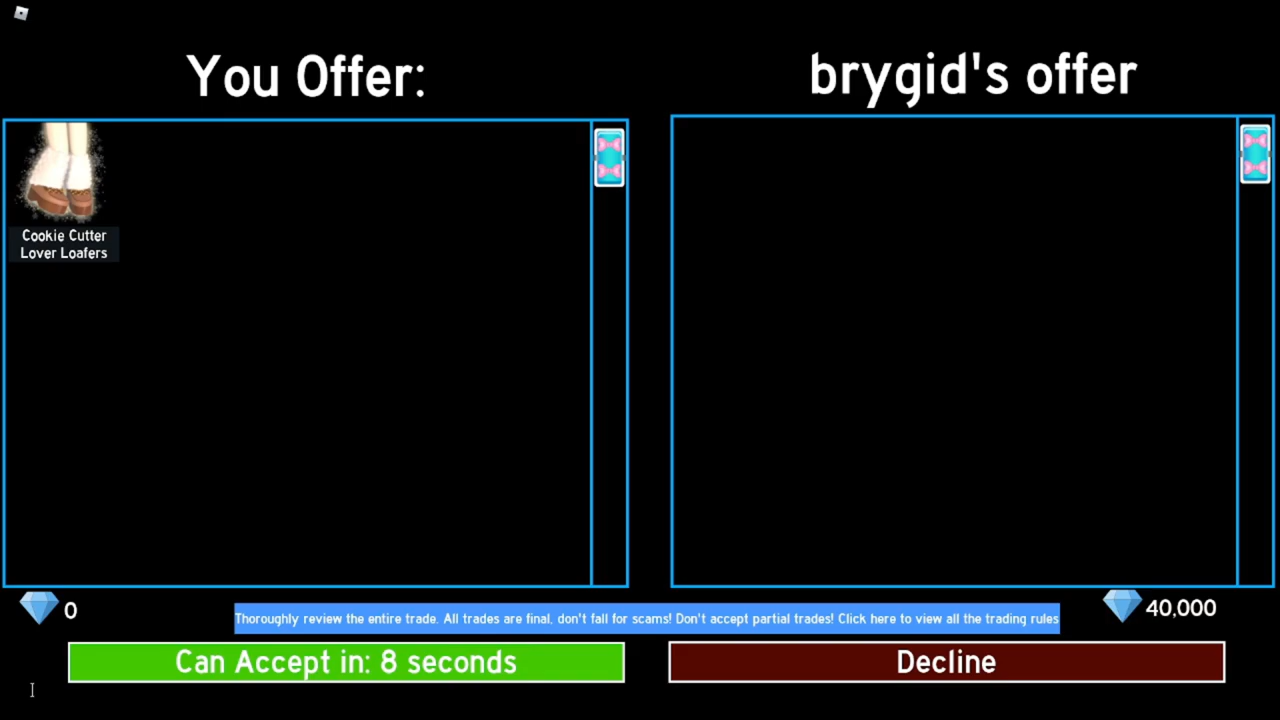 You Offer:
brygid's offer
Cookie Cutter
Lover Loafers
0
Thoroughly review the entire trade. All trades are final, don't fall for scams! Don't accept partial trades! Click here to view all the trading rules
40,000
Can Accept in: 8 seconds
Decline